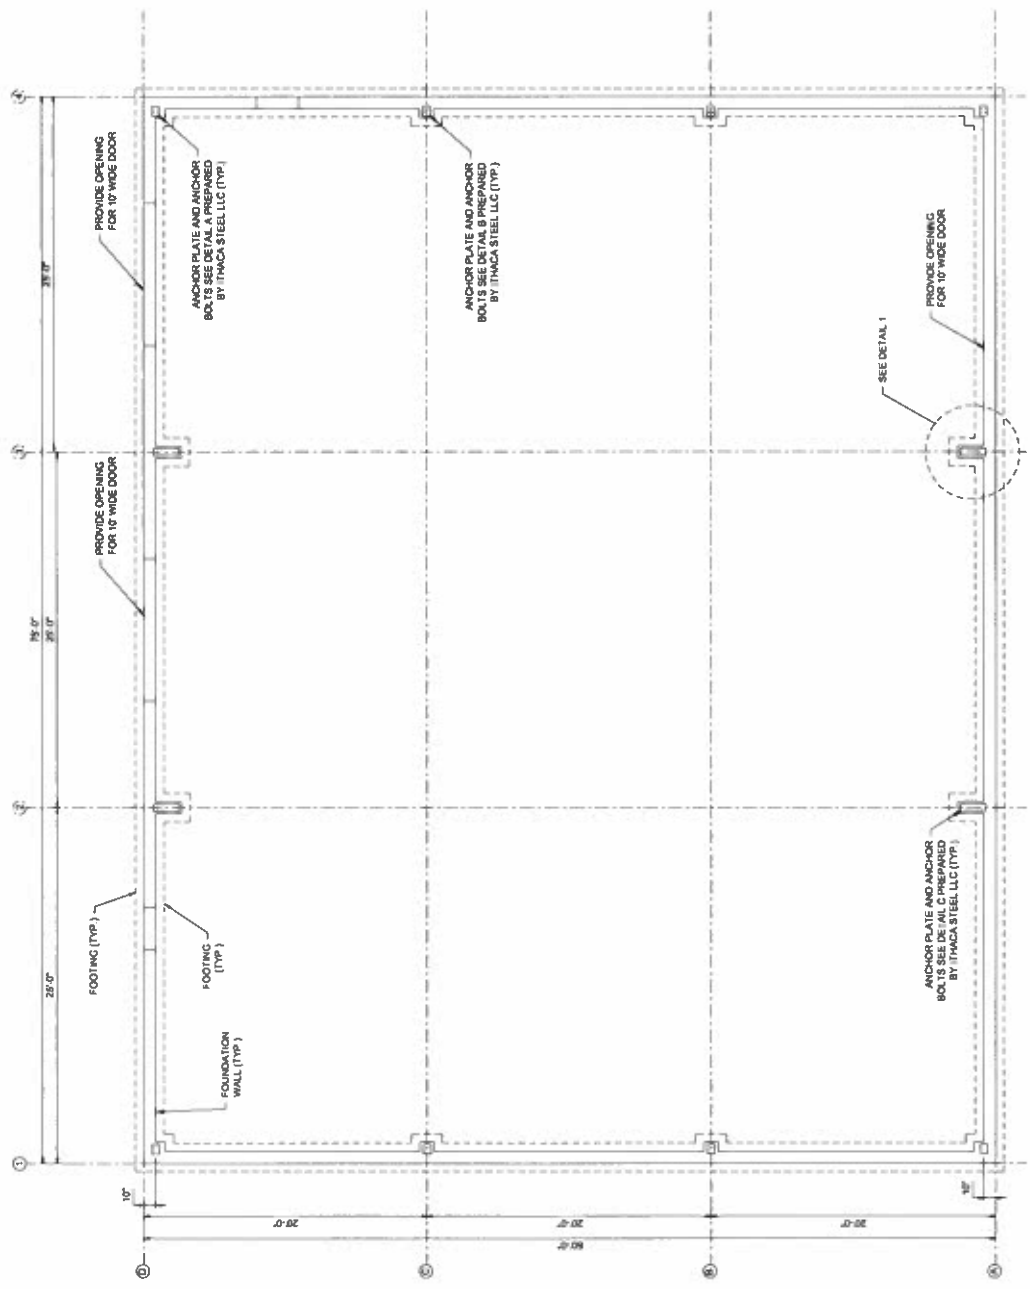 PROVIDE OPENING
FOR 10' WIDE DOOR
ANCHOR PLATE AND ANCHOR
BOLTS SEE DETAIL A PREPARED
BY ITHACA STEEL LLC (TYP.)
ANCHOR PLATE AND ANCHOR
BOLTS SEE DETAIL B PREPARED
BY ITHACA STEEL LLC (TYP.)
PROVIDE OPENING
FOR 10' WIDE DOOR
SEE DETAIL 1
25'-0"
PROVIDE OPENING
FOR 10' WIDE DOOR
75'-0"
25'-0"
FOOTING (TYP.)
FOOTING
(TYP.)
25'-0"
ANCHOR PLATE AND ANCHOR
BOLTS SEE DETAIL C PREPARED
BY ITHACA STEEL LLC (TYP.)
FOUNDATION
WALL (TYP.)
1
10"
10"
20'-0"
20'-0"
20'-0"
60'-0"
D
C
B
A